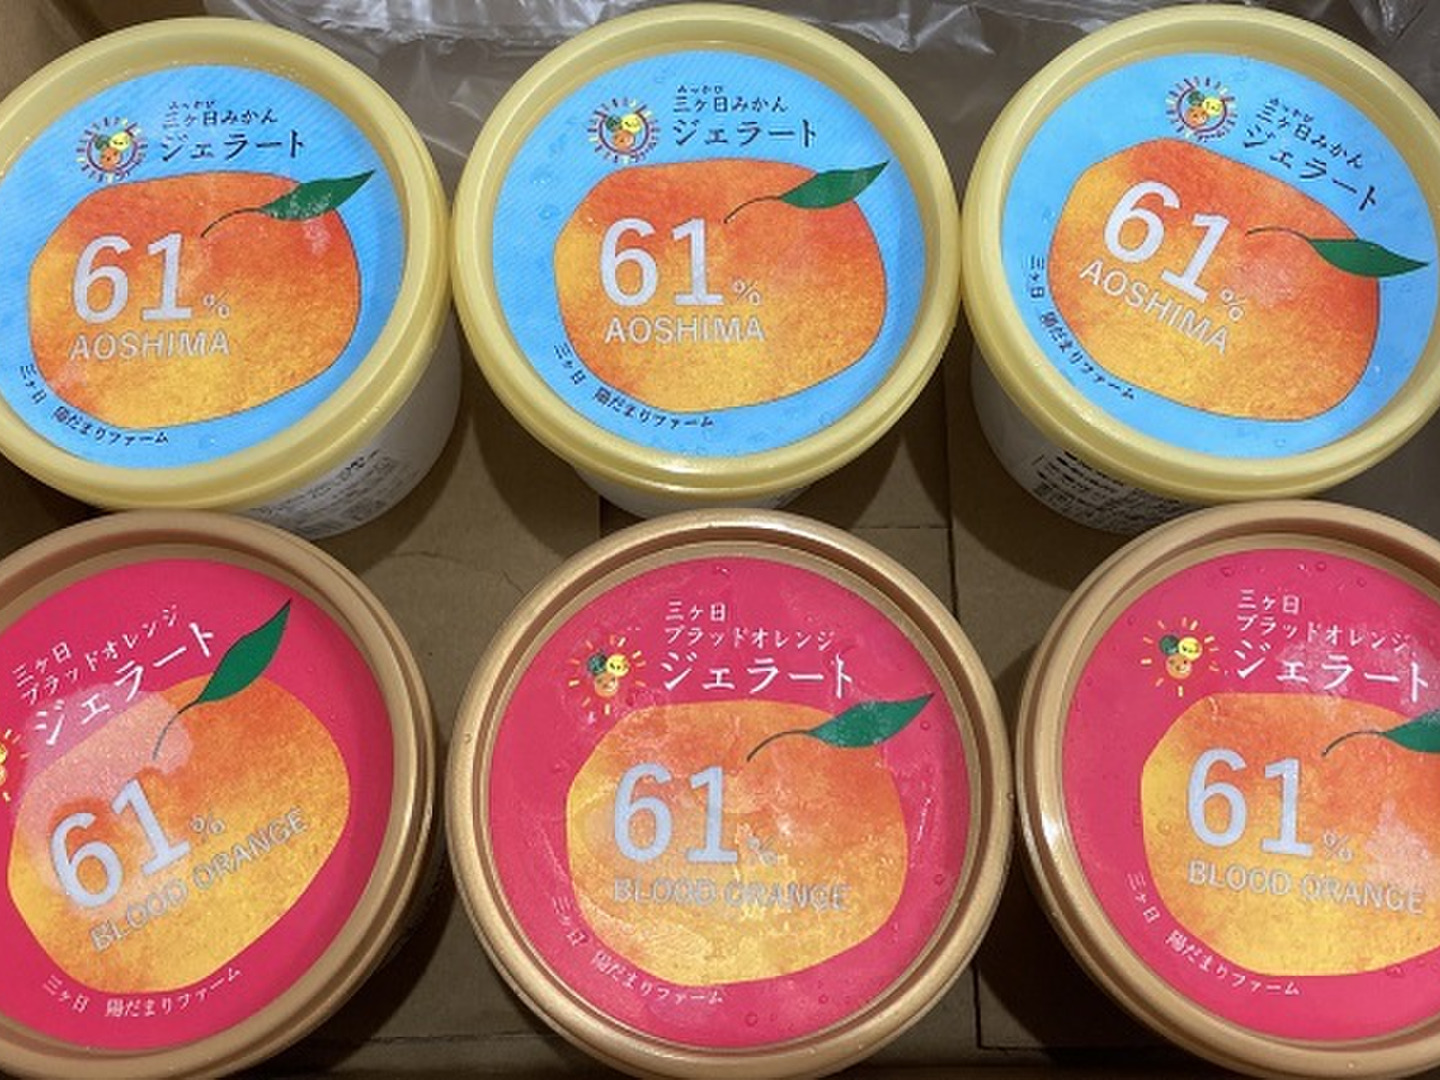 みっかび
三ヶ日みかん
ジェラート
61%
AOSHIMA
三ヶ日 陽だまりファーム
みっかび
三ヶ日みかん
ジェラート
61%
AOSHIMA
三ヶ日 陽だまりファーム
みっかび
三ヶ日みかん
ジェラート
61%
AOSHIMA
三ヶ日 陽だまりファーム
三ヶ日
ブラッドオレンジ
ジェラート
61%
BLOOD ORANGE
三ヶ日 陽だまりファーム
三ヶ日
ブラッドオレンジ
ジェラート
61%
BLOOD ORANGE
三ヶ日 陽だまりファーム
三ヶ日
ブラッドオレンジ
ジェラート
61%
BLOOD ORANGE
三ヶ日 陽だまりファーム